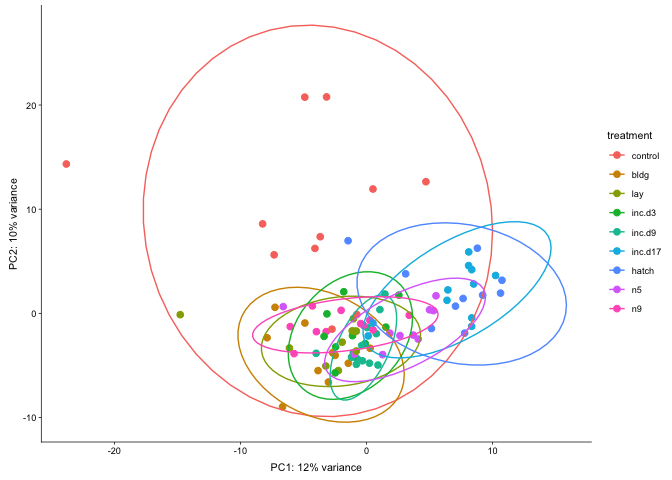 20
10
0
-10
-20
-10
0
10
PC1: 12% variance
PC2: 10% variance
treatment
control
bldg
lay
inc.d3
inc.d9
inc.d17
hatch
n5
n9